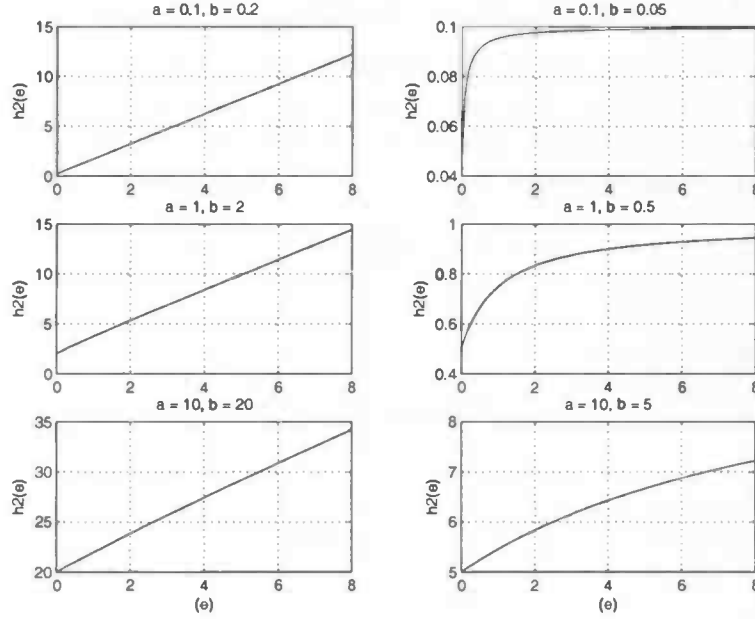 a = 0.1, b = 0.2
15
10
5
0
h2(e)
0 2 4 6 8
a = 0.1, b = 0.05
0.1
0.08
0.06
0.04
h2(e)
0 2 4 6 8
a = 1, b = 2
15
10
5
0
h2(e)
0 2 4 6 8
a = 1, b = 0.5
1
0.8
0.6
0.4
h2(e)
0 2 4 6 8
a = 10, b = 20
35
30
25
20
h2(e)
0 2 4 6 8
(e)
a = 10, b = 5
8
7
6
5
h2(e)
0 2 4 6 8
(e)